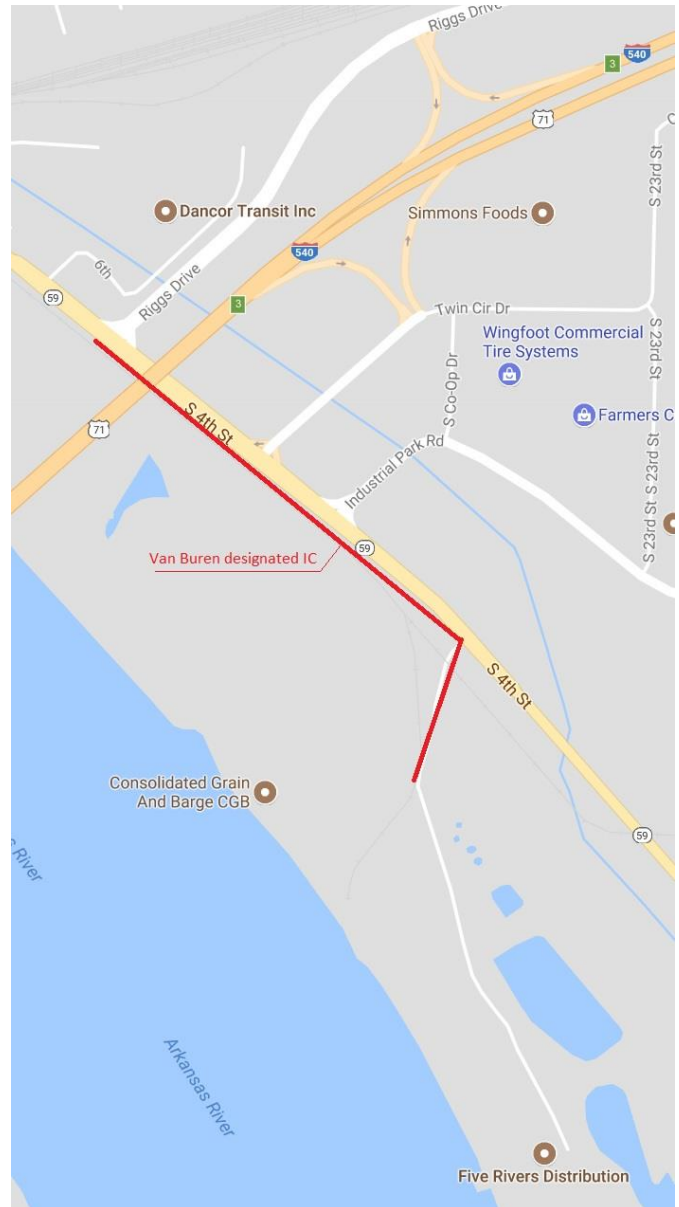 Riggs Drive
540
3
71
C
S 23rd St
Dancor Transit Inc
Simmons Foods
540
6th
Riggs Drive
59
3
Twin Cir Dr
Wingfoot Commercial
Tire Systems
S 23rd St
S Co-Op Dr
Farmers C
S 4th St
71
Industrial Park Rd
S 23rd St
S 23rd St
59
Van Buren designated IC
S 4th St
Consolidated Grain
And Barge CGB
59
s River
Arkansas River
Five Rivers Distribution